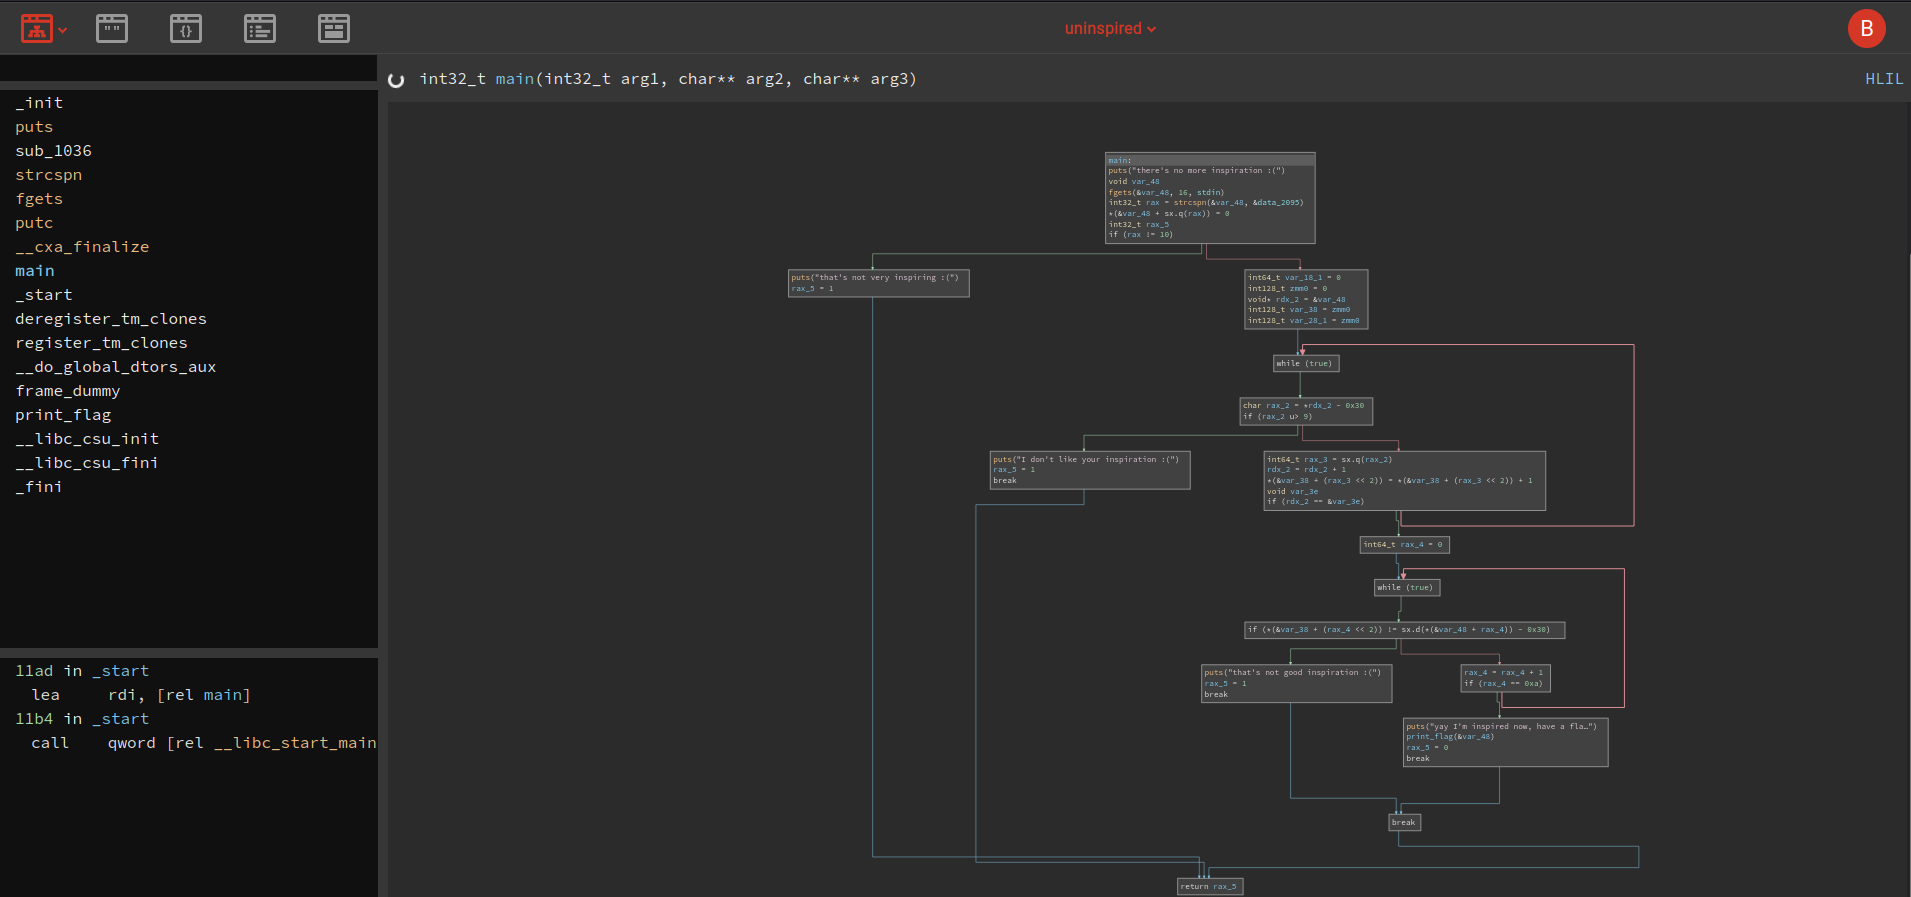 uninspired
B
int32_t main(int32_t arg1, char** arg2, char** arg3)
HLIL
_init
puts
sub_1036
strcspn
fgets
putc
__cxa_finalize
main
_start
deregister_tm_clones
register_tm_clones
__do_global_dtors_aux
frame_dummy
print_flag
__libc_csu_init
__libc_csu_fini
_fini
11ad in _start
lea rdi, [rel main]
11b4 in _start
call qword [rel __libc_start_main
main:
puts("there's no more inspiration :(")
void var_48
fgets(&var_48, 16, stdin)
int32_t rax = strcspn(&var_48, &data_2095)
*(&var_48 + sx.q(rax)) = 0
int32_t rax_5
if (rax != 10)
puts("that's not very inspiring :(")
rax_5 = 1
int64_t var_18_1 = 0
int128_t zmm0 = 0
void* rdx_2 = &var_48
int128_t var_38 = zmm0
int128_t var_28_1 = zmm0
while (true)
char rax_2 = *rdx_2 - 0x30
if (rax_2 u> 9)
puts("I don't like your inspiration :(")
rax_5 = 1
break
int64_t rax_3 = sx.q(rax_2)
rdx_2 = rdx_2 + 1
*(&var_38 + (rax_3 << 2)) = *(&var_38 + (rax_3 << 2)) + 1
void var_3e
if (rdx_2 == &var_3e)
int64_t rax_4 = 0
while (true)
if (*(&var_38 + (rax_4 << 2)) != sx.d(*(&var_48 + rax_4)) - 0x30)
puts("that's not good inspiration :(")
rax_5 = 1
break
rax_4 = rax_4 + 1
if (rax_4 == 0xa)
puts("yay I'm inspired now, have a fla…")
print_flag(&var_48)
rax_5 = 0
break
break
return rax_5